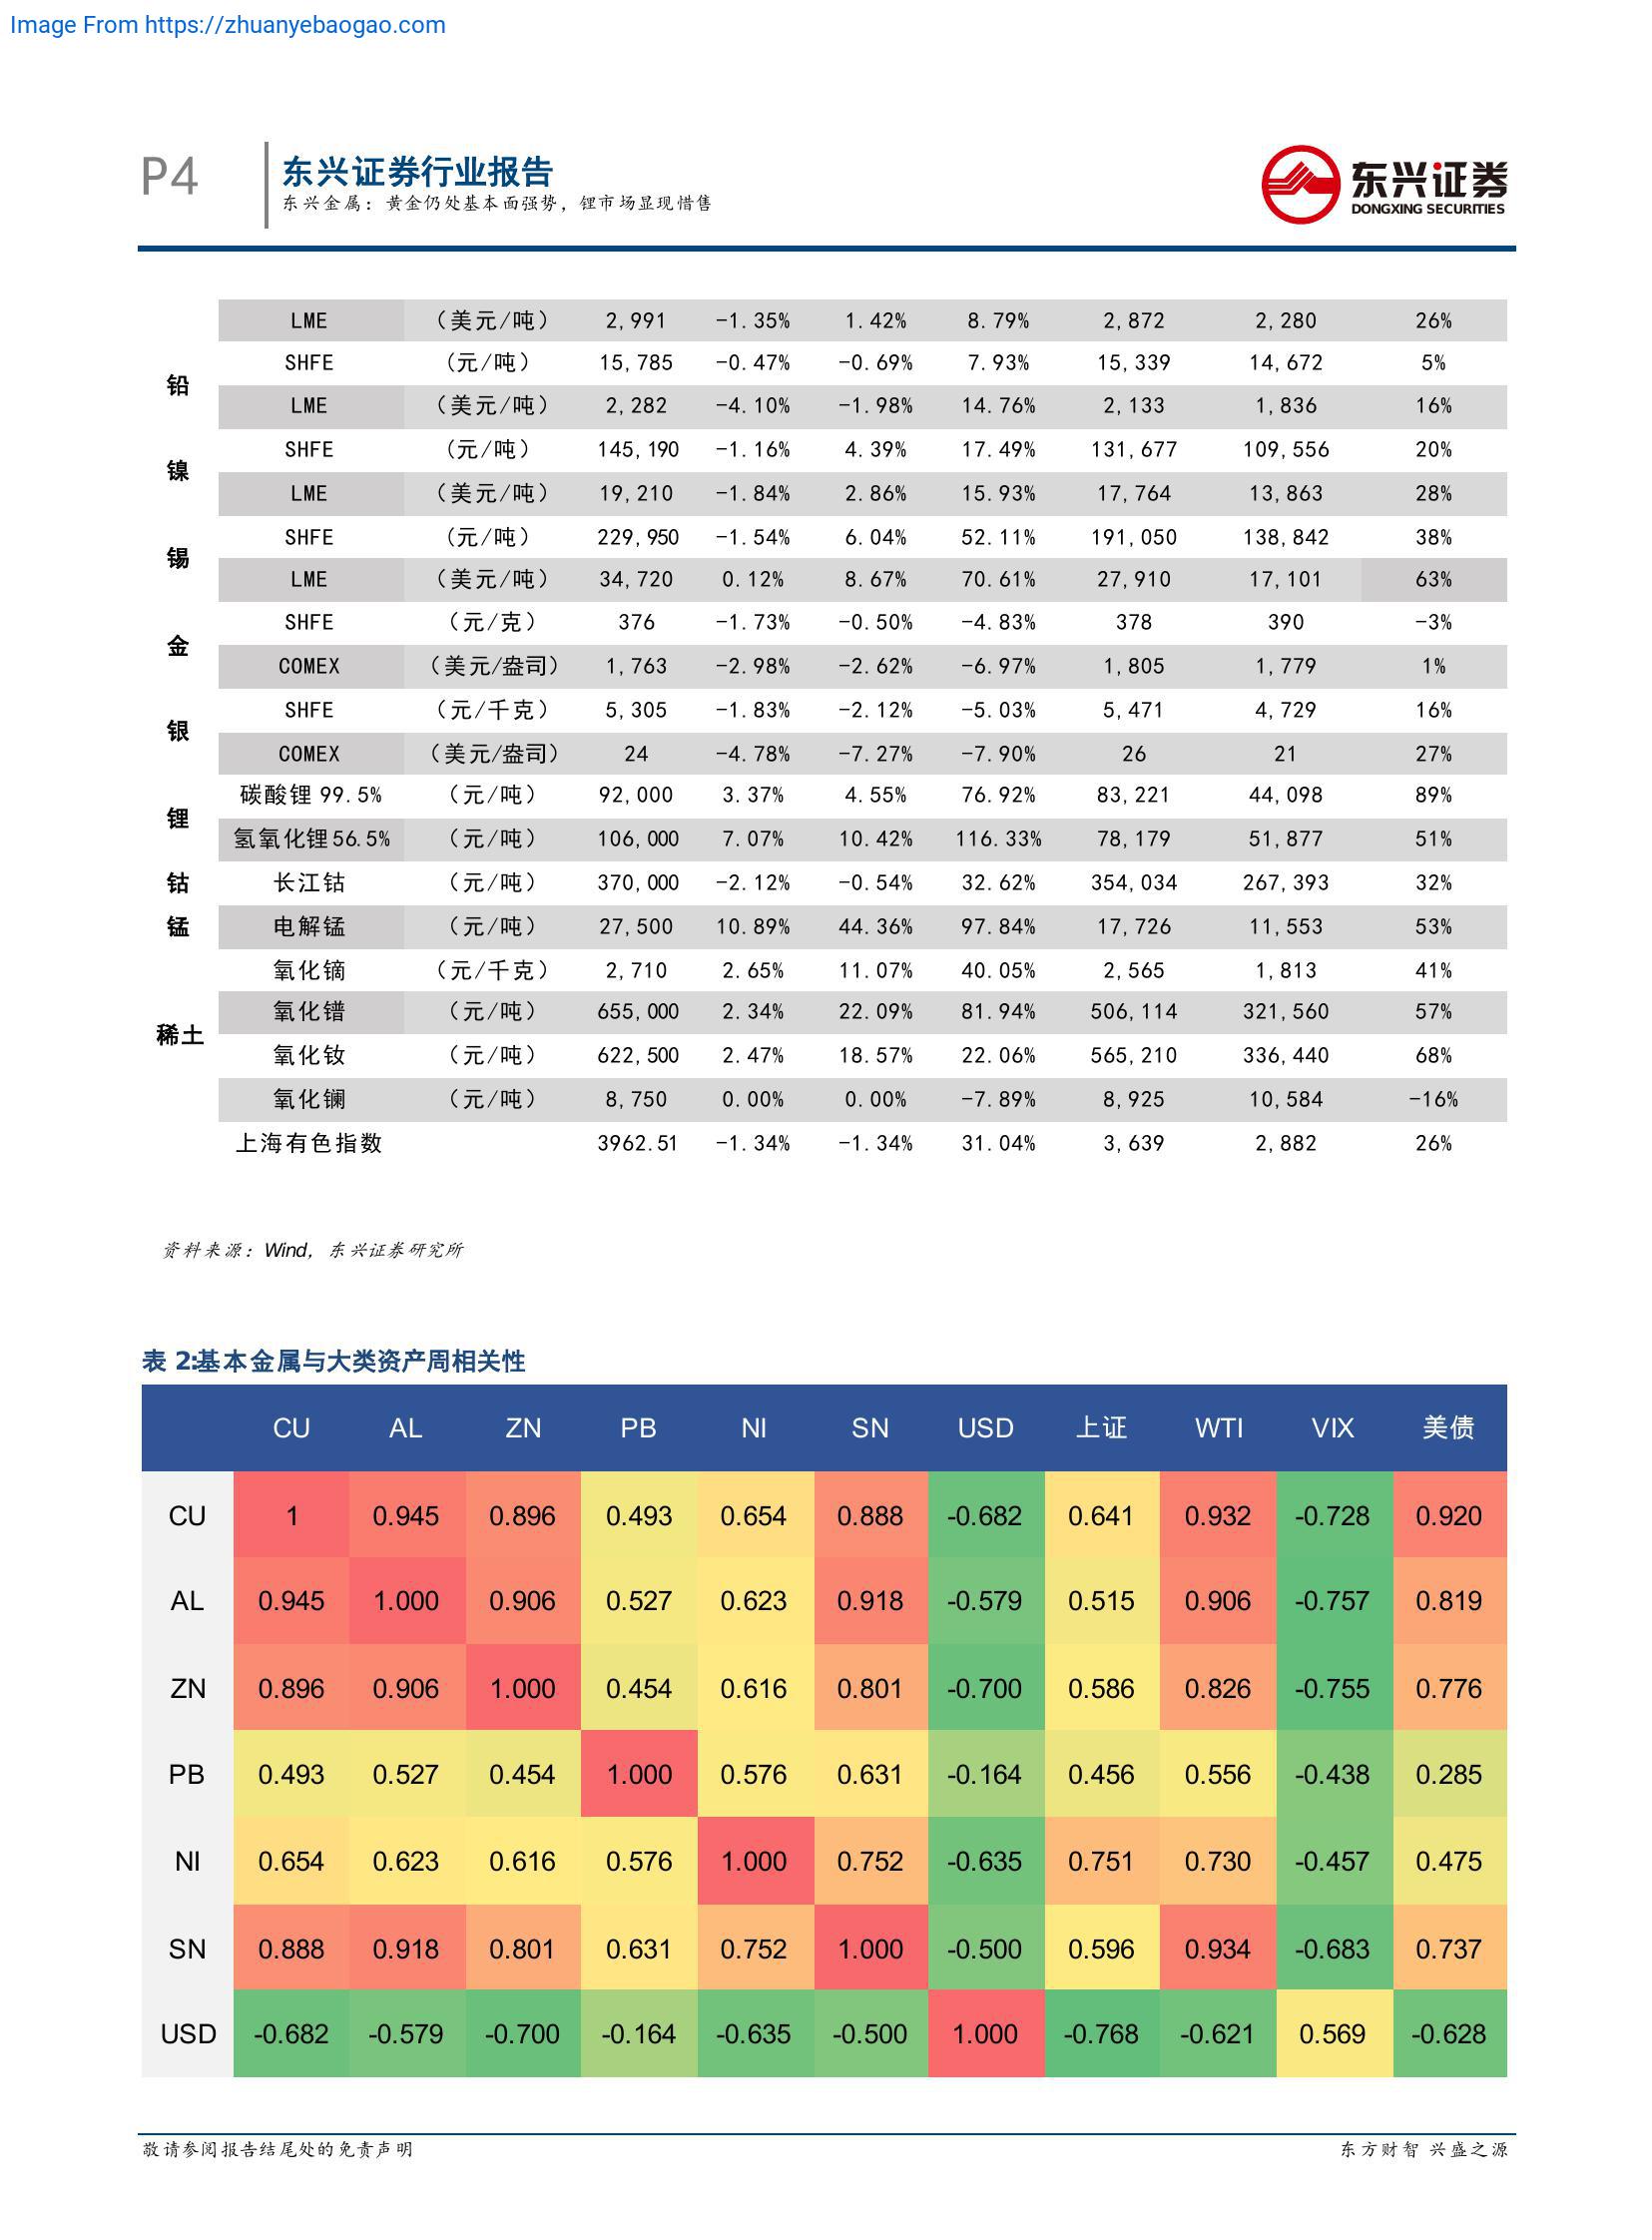 Image From https://zhuanyebaogao.com
P4
东兴证券行业报告
东兴金属：黄金仍处基本面强势，锂市场显现惜售
东兴证券
DONGXING SECURITIES
LME （美元/吨） 2,991 -1.35% 1.42% 8.79% 2,872 2,280 26%
铅 SHFE （元/吨） 15,785 -0.47% -0.69% 7.93% 15,339 14,672 5%
LME （美元/吨） 2,282 -4.10% -1.98% 14.76% 2,133 1,836 16%
镍 SHFE （元/吨） 145,190 -1.16% 4.39% 17.49% 131,677 109,556 20%
LME （美元/吨） 19,210 -1.84% 2.86% 15.93% 17,764 13,863 28%
锡 SHFE （元/吨） 229,950 -1.54% 6.04% 52.11% 191,050 138,842 38%
LME （美元/吨） 34,720 0.12% 8.67% 70.61% 27,910 17,101 63%
金 SHFE （元/克） 376 -1.73% -0.50% -4.83% 378 390 -3%
COMEX （美元/盎司） 1,763 -2.98% -2.62% -6.97% 1,805 1,779 1%
银 SHFE （元/千克） 5,305 -1.83% -2.12% -5.03% 5,471 4,729 16%
COMEX （美元/盎司） 24 -4.78% -7.27% -7.90% 26 21 27%
锂 碳酸锂 99.5% （元/吨） 92,000 3.37% 4.55% 76.92% 83,221 44,098 89%
氢氧化锂56.5% （元/吨） 106,000 7.07% 10.42% 116.33% 78,179 51,877 51%
钴 长江钴 （元/吨） 370,000 -2.12% -0.54% 32.62% 354,034 267,393 32%
锰 电解锰 （元/吨） 27,500 10.89% 44.36% 97.84% 17,726 11,553 53%
氧化镝 （元/千克） 2,710 2.65% 11.07% 40.05% 2,565 1,813 41%
稀土 氧化镨 （元/吨） 655,000 2.34% 22.09% 81.94% 506,114 321,560 57%
氧化钕 （元/吨） 622,500 2.47% 18.57% 22.06% 565,210 336,440 68%
氧化镧 （元/吨） 8,750 0.00% 0.00% -7.89% 8,925 10,584 -16%
上海有色指数 3962.51 -1.34% -1.34% 31.04% 3,639 2,882 26%
资料来源：Wind，东兴证券研究所
表 2:基本金属与大类资产周相关性
CU AL ZN PB NI SN USD 上证 WTI VIX 美债
CU 1 0.945 0.896 0.493 0.654 0.888 -0.682 0.641 0.932 -0.728 0.920
AL 0.945 1.000 0.906 0.527 0.623 0.918 -0.579 0.515 0.906 -0.757 0.819
ZN 0.896 0.906 1.000 0.454 0.616 0.801 -0.700 0.586 0.826 -0.755 0.776
PB 0.493 0.527 0.454 1.000 0.576 0.631 -0.164 0.456 0.556 -0.438 0.285
NI 0.654 0.623 0.616 0.576 1.000 0.752 -0.635 0.751 0.730 -0.457 0.475
SN 0.888 0.918 0.801 0.631 0.752 1.000 -0.500 0.596 0.934 -0.683 0.737
USD -0.682 -0.579 -0.700 -0.164 -0.635 -0.500 1.000 -0.768 -0.621 0.569 -0.628
敬请参阅报告结尾处的免责声明
东方财智 兴盛之源